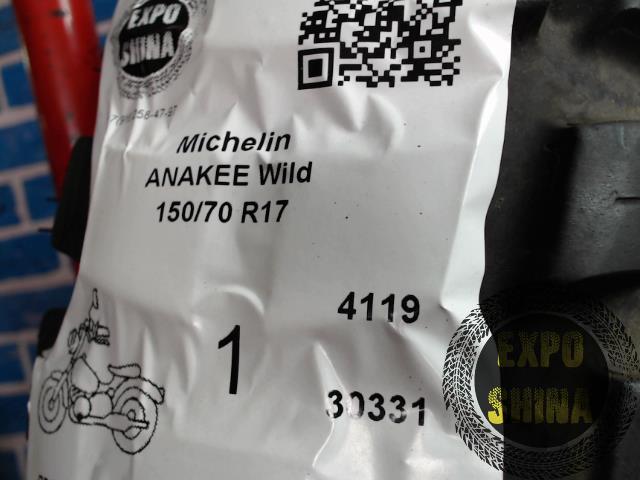 EXPO
SHINA
Michelin
ANAKEE Wild
150/70 R17
4119
1
30331
EXPO
SHINA